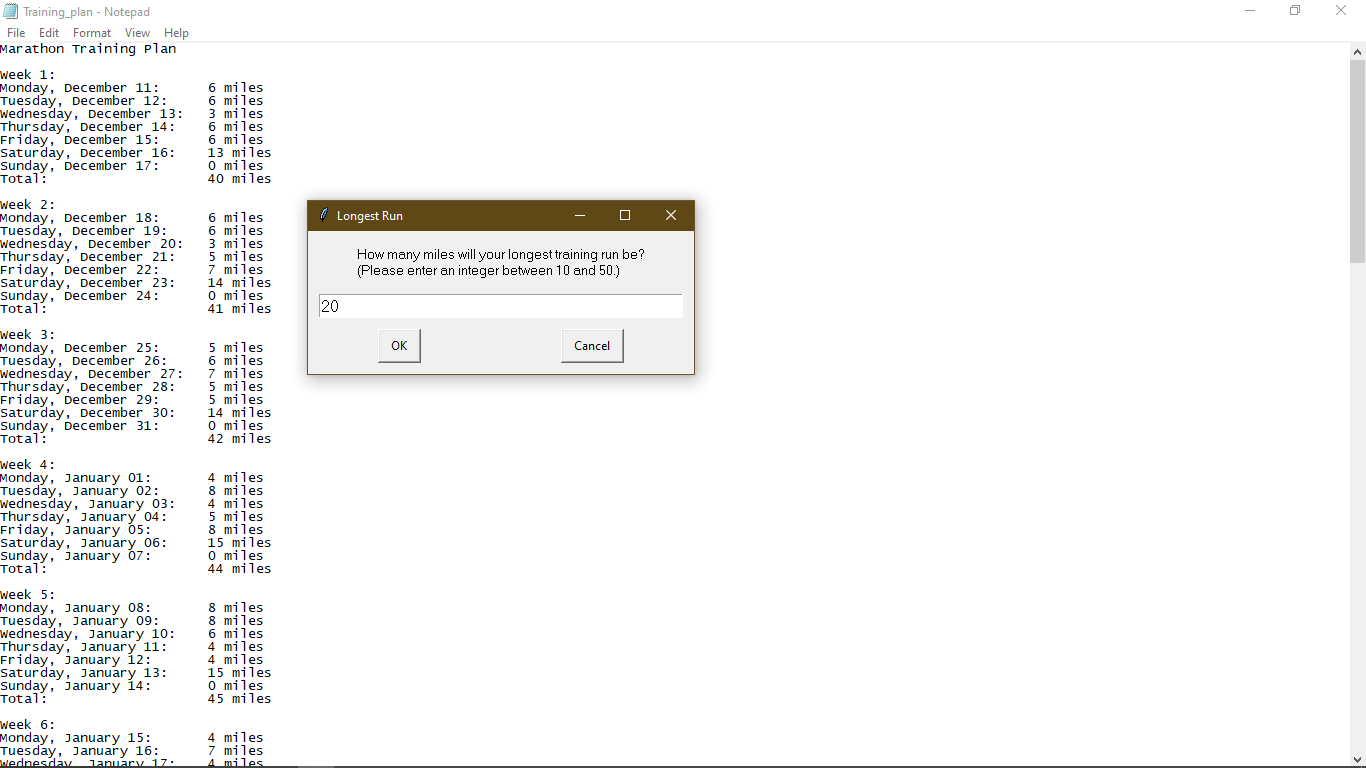 Training_plan - Notepad
File Edit Format View Help
Marathon Training Plan
Week 1:
Monday, December 11: 6 miles
Tuesday, December 12: 6 miles
Wednesday, December 13: 3 miles
Thursday, December 14: 6 miles
Friday, December 15: 6 miles
Saturday, December 16: 13 miles
Sunday, December 17: 0 miles
Total: 40 miles
Week 2:
Monday, December 18: 6 miles
Tuesday, December 19: 6 miles
Wednesday, December 20: 3 miles
Thursday, December 21: 5 miles
Friday, December 22: 7 miles
Saturday, December 23: 14 miles
Sunday, December 24: 0 miles
Total: 41 miles
Week 3:
Monday, December 25: 5 miles
Tuesday, December 26: 6 miles
Wednesday, December 27: 7 miles
Thursday, December 28: 5 miles
Friday, December 29: 5 miles
Saturday, December 30: 14 miles
Sunday, December 31: 0 miles
Total: 42 miles
Week 4:
Monday, January 01: 4 miles
Tuesday, January 02: 8 miles
Wednesday, January 03: 4 miles
Thursday, January 04: 5 miles
Friday, January 05: 8 miles
Saturday, January 06: 15 miles
Sunday, January 07: 0 miles
Total: 44 miles
Week 5:
Monday, January 08: 8 miles
Tuesday, January 09: 8 miles
Wednesday, January 10: 6 miles
Thursday, January 11: 4 miles
Friday, January 12: 4 miles
Saturday, January 13: 15 miles
Sunday, January 14: 0 miles
Total: 45 miles
Week 6:
Monday, January 15: 4 miles
Tuesday, January 16: 7 miles
Wednesday, January 17: 4 miles
Longest Run
How many miles will your longest training run be?
(Please enter an integer between 10 and 50.)
20
OK Cancel